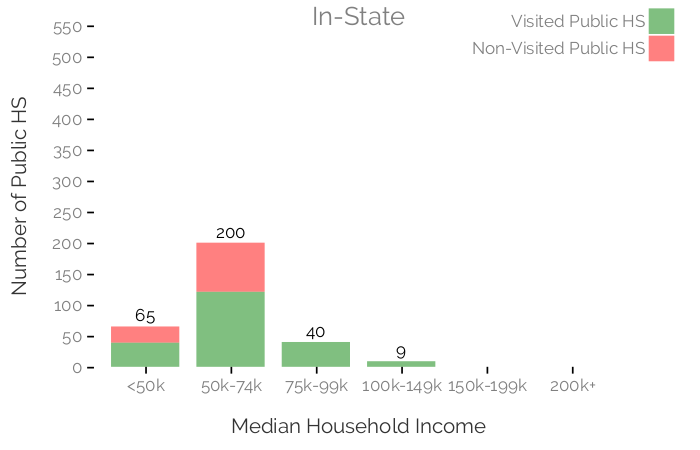 In-State
Visited Public HS
Non-Visited Public HS
Number of Public HS
550
500
450
400
350
300
250
200
150
100
50
0
65
200
40
9
<50k 50k-74k 75k-99k 100k-149k 150k-199k 200k+
Median Household Income